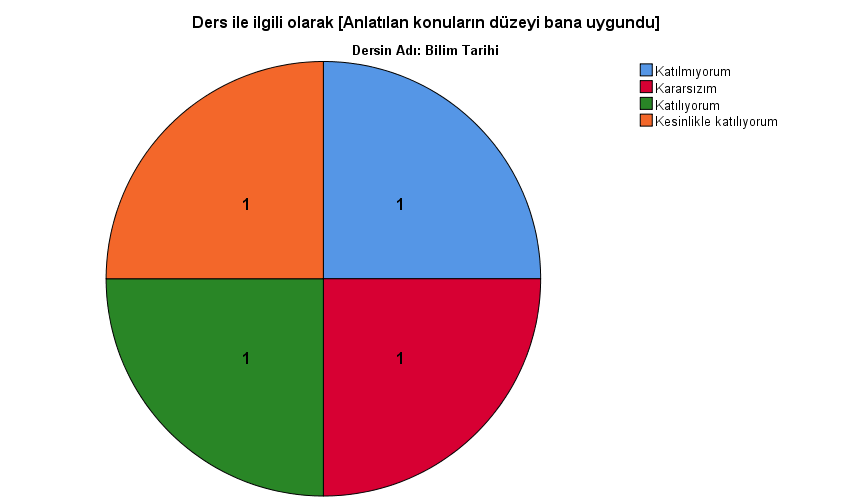 Ders ile ilgili olarak [Anlatılan konuların düzeyi bana uygundu]
Dersin Adı: Bilim Tarihi
Katılmıyorum
Kararsızım
Katılıyorum
Kesinlikle katılıyorum
1 1
1 1